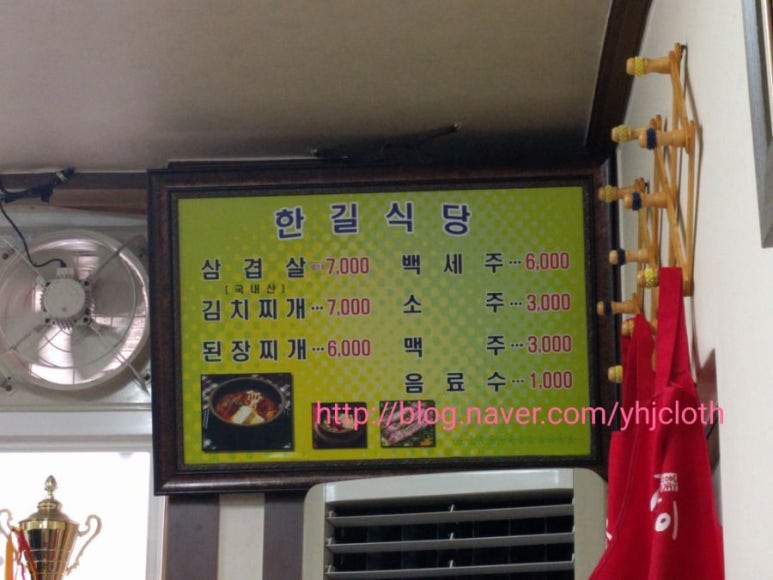 한길식당
삼겹살 7,000
[국내산]
김치찌개···7,000
된장찌개···6,000
백세주···6,000
소주···3,000
맥주···3,000
음료수···1,000
http://blog.naver.com/yhjcloth
이